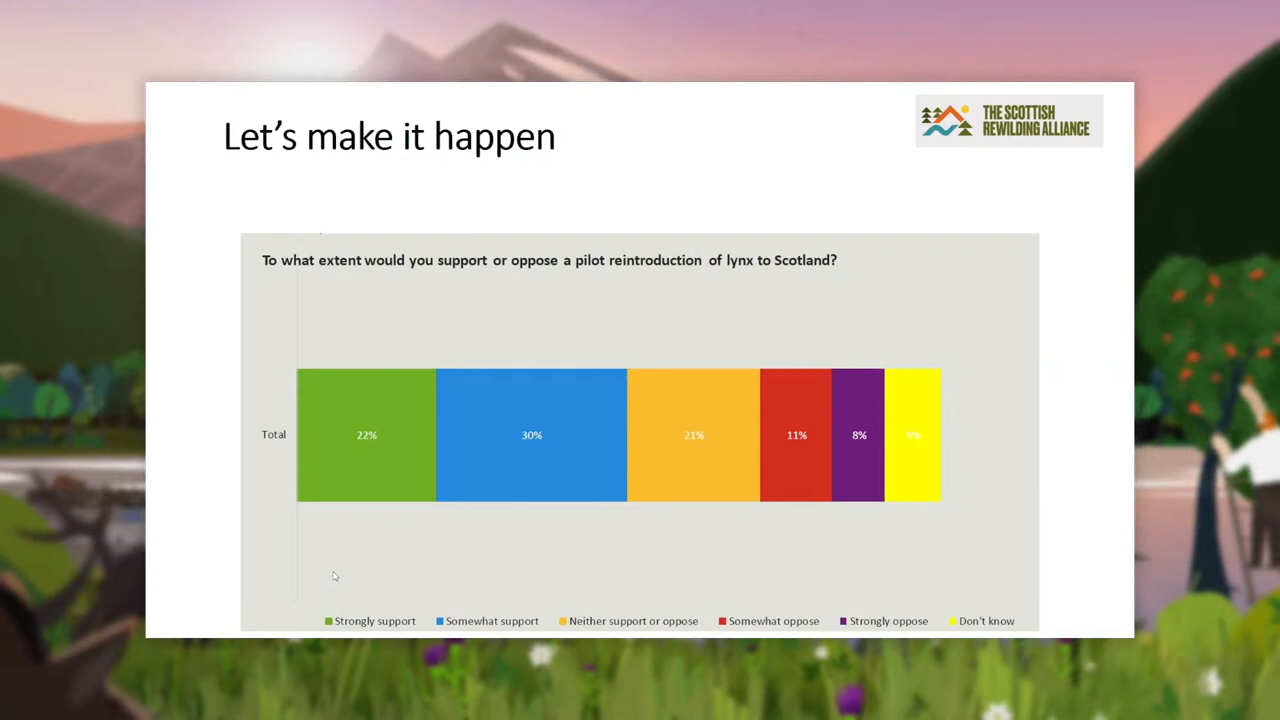 Let's make it happen
THE SCOTTISH
REWILDING ALLIANCE
To what extent would you support or oppose a pilot reintroduction of lynx to Scotland?
Total
22%
30%
21%
11%
8%
9%
Strongly support
Somewhat support
Neither support or oppose
Somewhat oppose
Strongly oppose
Don't know